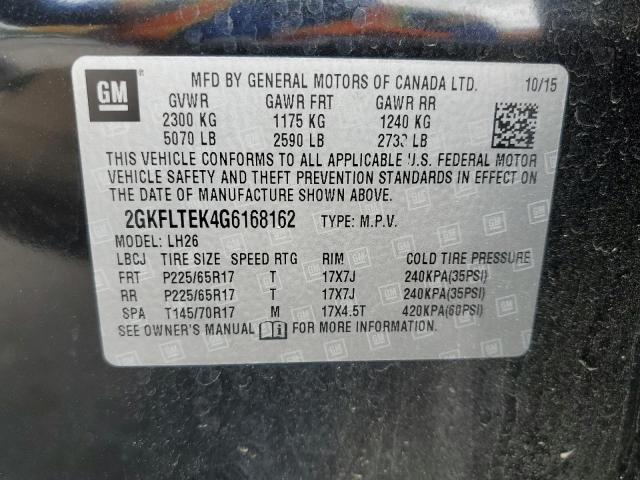 GM
MFD BY GENERAL MOTORS OF CANADA LTD. 10/15
GVWR GAWR FRT GAWR RR
2300 KG 1175 KG 1240 KG
5070 LB 2590 LB 2733 LB
THIS VEHICLE CONFORMS TO ALL APPLICABLE U.S. FEDERAL MOTOR
VEHICLE SAFETY AND THEFT PREVENTION STANDARDS IN EFFECT ON
THE DATE OF MANUFACTURE SHOWN ABOVE.
2GKFLTEK4G6168162 TYPE: M.P.V.
MODEL: LH26
LBCJ TIRE SIZE SPEED RTG RIM COLD TIRE PRESSURE
FRT P225/65R17 T 17X7J 240KPA(35PSI)
RR P225/65R17 T 17X7J 240KPA(35PSI)
SPA T145/70R17 M 17X4.5T 420KPA(60PSI)
SEE OWNER'S MANUAL FOR MORE INFORMATION